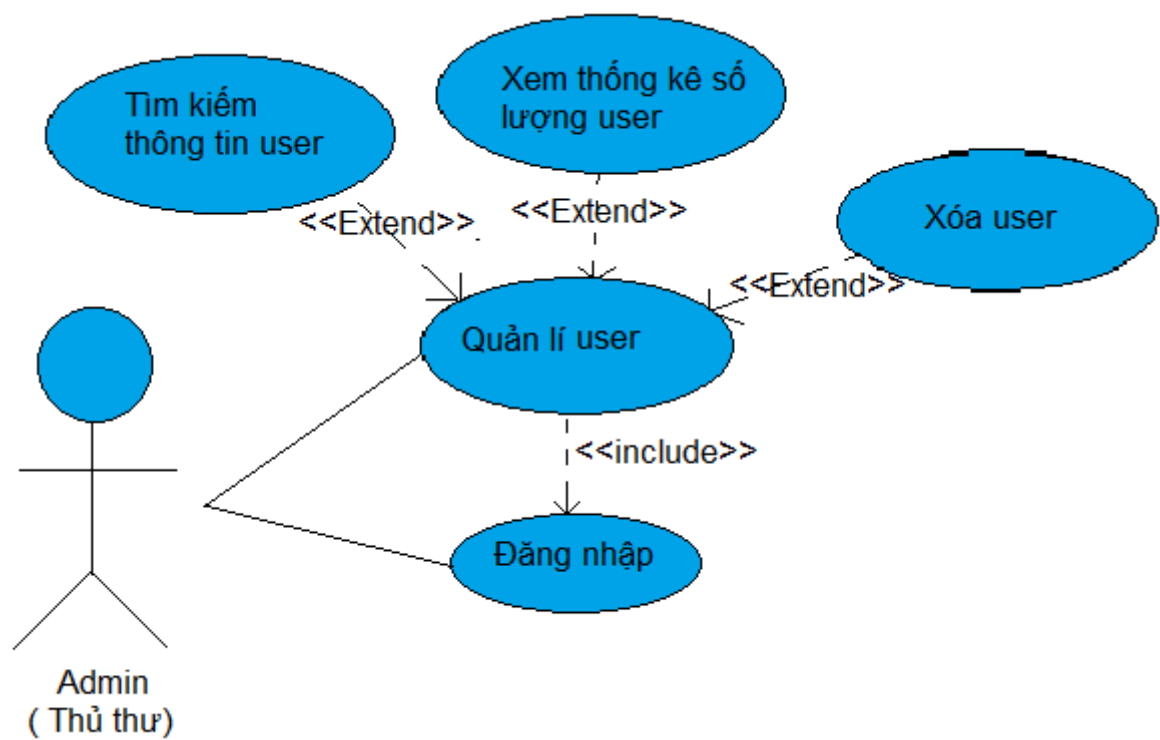 Tìm kiếm
thông tin user
Xem thống kê số
lượng user
Xóa user
<<Extend>>
<<Extend>>
<<Extend>>
Quản lí user
<<include>>
Đăng nhập
Admin
( Thủ thư)